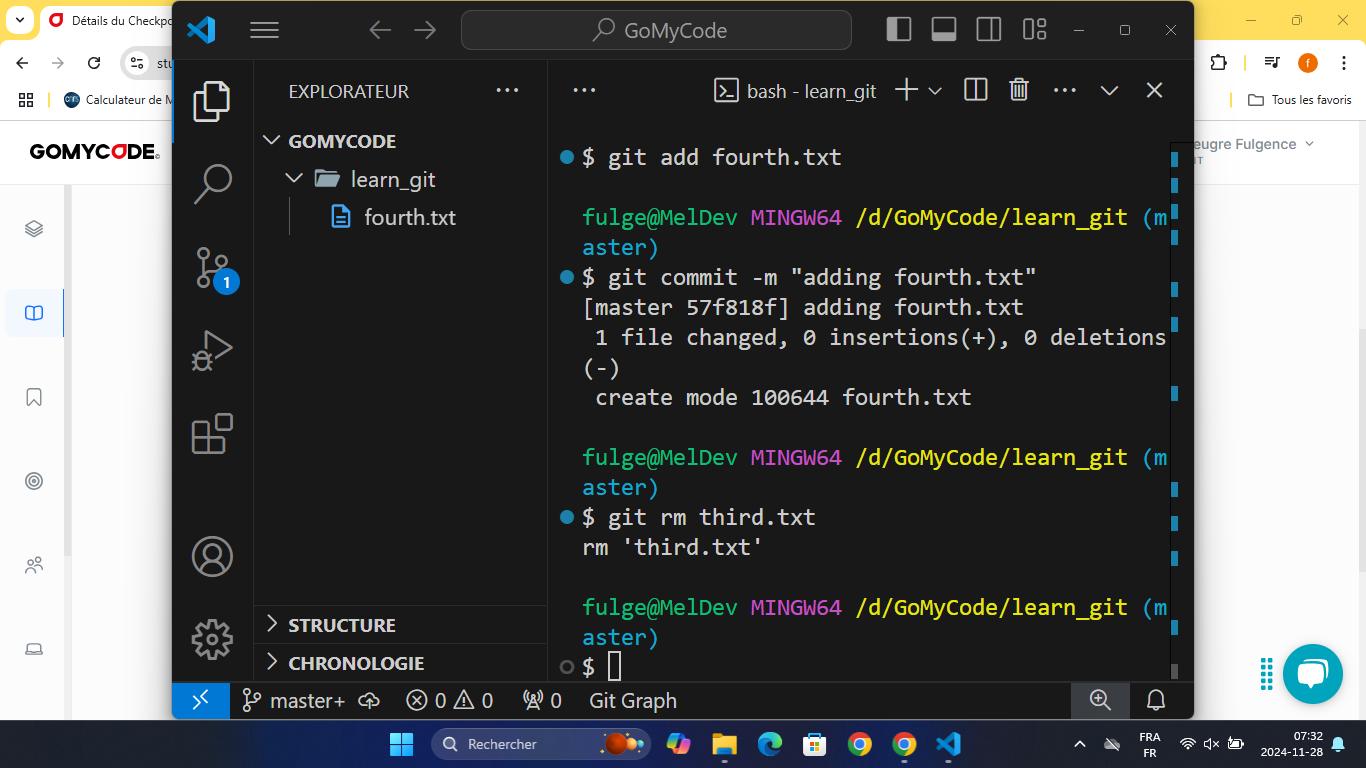 Détails du Checkpo
GoMyCode
stu
Calculateur de M
Tous les favoris
f
GOMYCODE
eugre Fulgence
NT
EXPLORATEUR
GOMYCODE
learn_git
fourth.txt
1
STRUCTURE
CHRONOLOGIE
bash - learn_git
$ git add fourth.txt
fulge@MelDev MINGW64 /d/GoMyCode/learn_git (m
aster)
$ git commit -m "adding fourth.txt"
[master 57f818f] adding fourth.txt
1 file changed, 0 insertions(+), 0 deletions
(-)
create mode 100644 fourth.txt
fulge@MelDev MINGW64 /d/GoMyCode/learn_git (m
aster)
$ git rm third.txt
rm 'third.txt'
fulge@MelDev MINGW64 /d/GoMyCode/learn_git (m
aster)
$
master+ 0 0 0 Git Graph
Rechercher
FRA
FR
07:32
2024-11-28